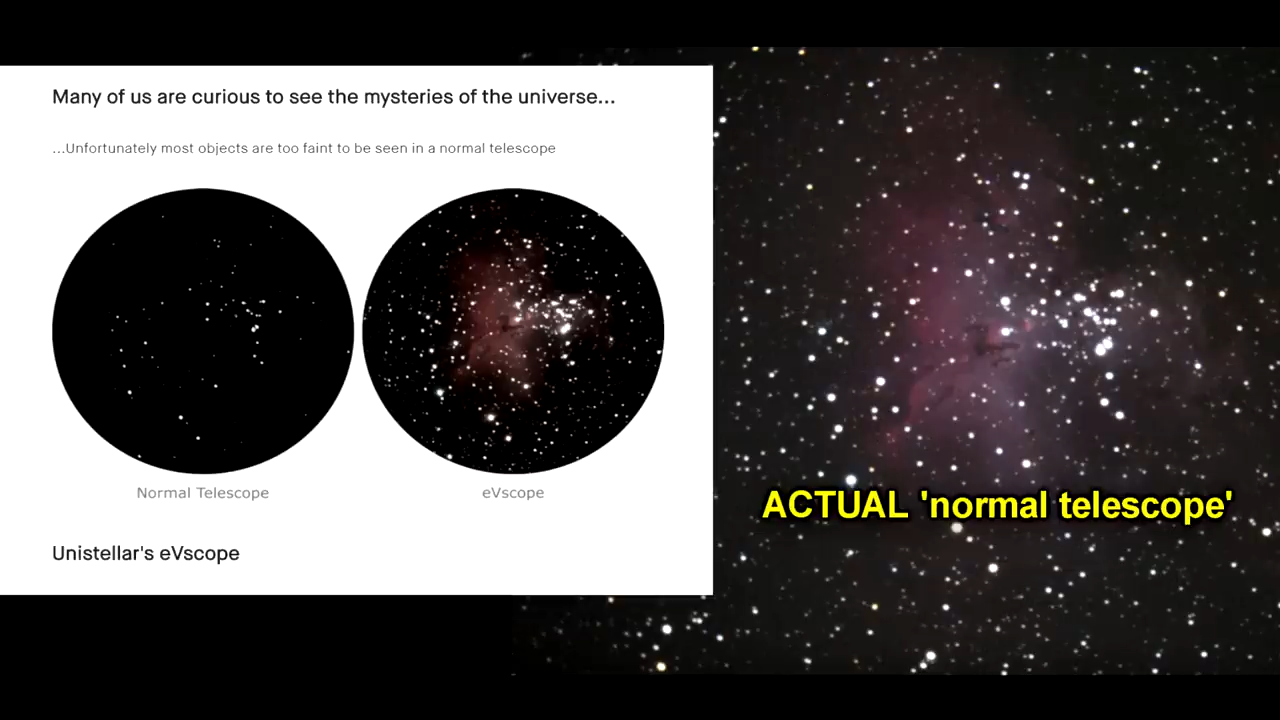 Many of us are curious to see the mysteries of the universe...
...Unfortunately most objects are too faint to be seen in a normal telescope
Normal Telescope
eVscope
Unistellar's eVscope
ACTUAL 'normal telescope'